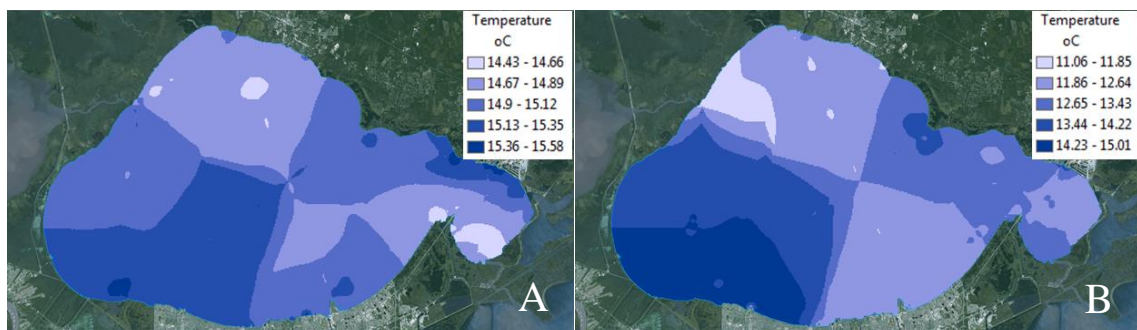 Temperature
oC
14.43 - 14.66
14.67 - 14.89
14.9 - 15.12
15.13 - 15.35
15.36 - 15.58
A
Temperature
oC
11.06 - 11.85
11.86 - 12.64
12.65 - 13.43
13.44 - 14.22
14.23 - 15.01
B